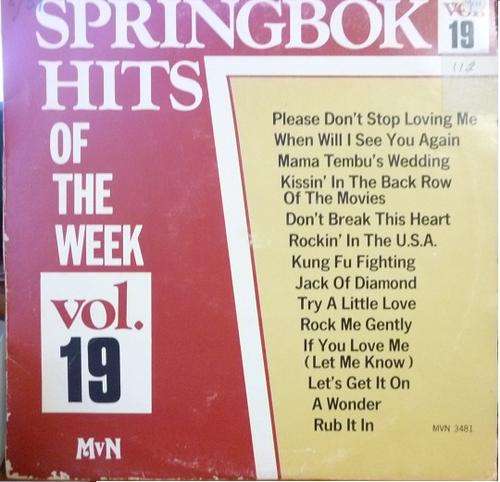 SPRINGBOK
HITS
OF
THE
WEEK
vol.
19
MvN
vol.
19
112
Please Don't Stop Loving Me
When Will I See You Again
Mama Tembu's Wedding
Kissin' In The Back Row
Of The Movies
Don't Break This Heart
Rockin' In The U.S.A.
Kung Fu Fighting
Jack Of Diamond
Try A Little Love
Rock Me Gently
If You Love Me
(Let Me Know)
Let's Get It On
A Wonder
Rub It In
MVN 3481